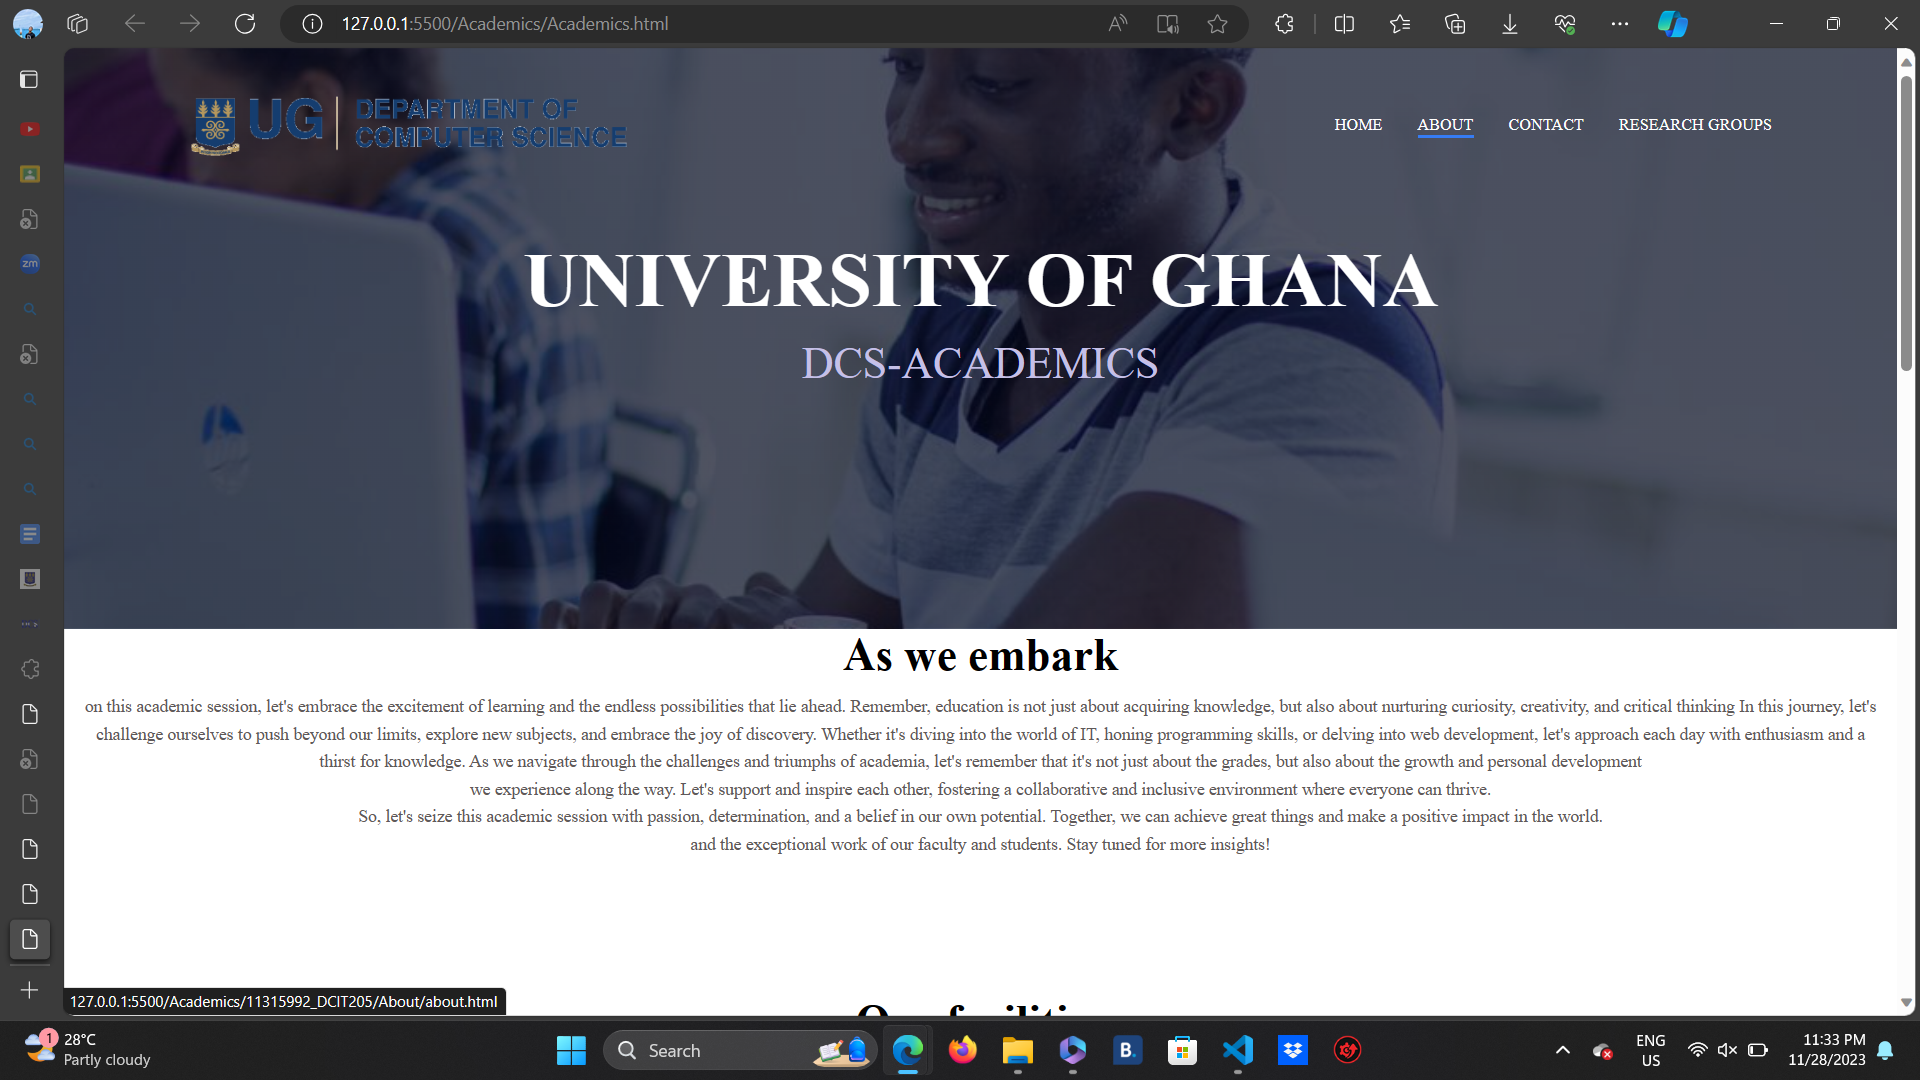 127.0.0.1:5500/Academics/Academics.html
zm
UG
DEPARTMENT OF
COMPUTER SCIENCE
HOME ABOUT CONTACT RESEARCH GROUPS
UNIVERSITY OF GHANA
DCS-ACADEMICS
As we embark
on this academic session, let's embrace the excitement of learning and the endless possibilities that lie ahead. Remember, education is not just about acquiring knowledge, but also about nurturing curiosity, creativity, and critical thinking In this journey, let's
challenge ourselves to push beyond our limits, explore new subjects, and embrace the joy of discovery. Whether it's diving into the world of IT, honing programming skills, or delving into web development, let's approach each day with enthusiasm and a
thirst for knowledge. As we navigate through the challenges and triumphs of academia, let's remember that it's not just about the grades, but also about the growth and personal development
we experience along the way. Let's support and inspire each other, fostering a collaborative and inclusive environment where everyone can thrive.
So, let's seize this academic session with passion, determination, and a belief in our own potential. Together, we can achieve great things and make a positive impact in the world.
and the exceptional work of our faculty and students. Stay tuned for more insights!
127.0.0.1:5500/Academics/11315992_DCIT205/About/about.html
1
28°C
Partly cloudy
Search
B.
ENG
US
11:33 PM
11/28/2023